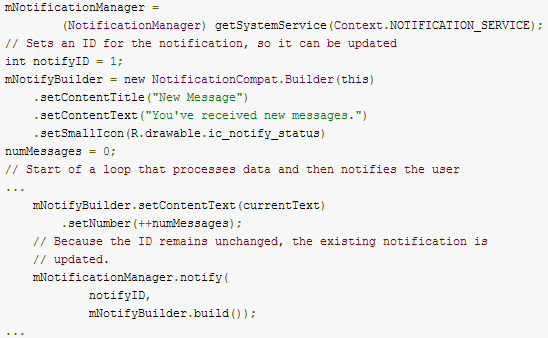 mNotificationManager =
        (NotificationManager) getSystemService(Context.NOTIFICATION_SERVICE);
// Sets an ID for the notification, so it can be updated
int notifyID = 1;
mNotifyBuilder = new NotificationCompat.Builder(this)
    .setContentTitle("New Message")
    .setContentText("You've received new messages.")
    .setSmallIcon(R.drawable.ic_notify_status)
numMessages = 0;
// Start of a loop that processes data and then notifies the user
...
    mNotifyBuilder.setContentText(currentText)
        .setNumber(++numMessages);
    // Because the ID remains unchanged, the existing notification is
    // updated.
    mNotificationManager.notify(
            notifyID,
            mNotifyBuilder.build());
...